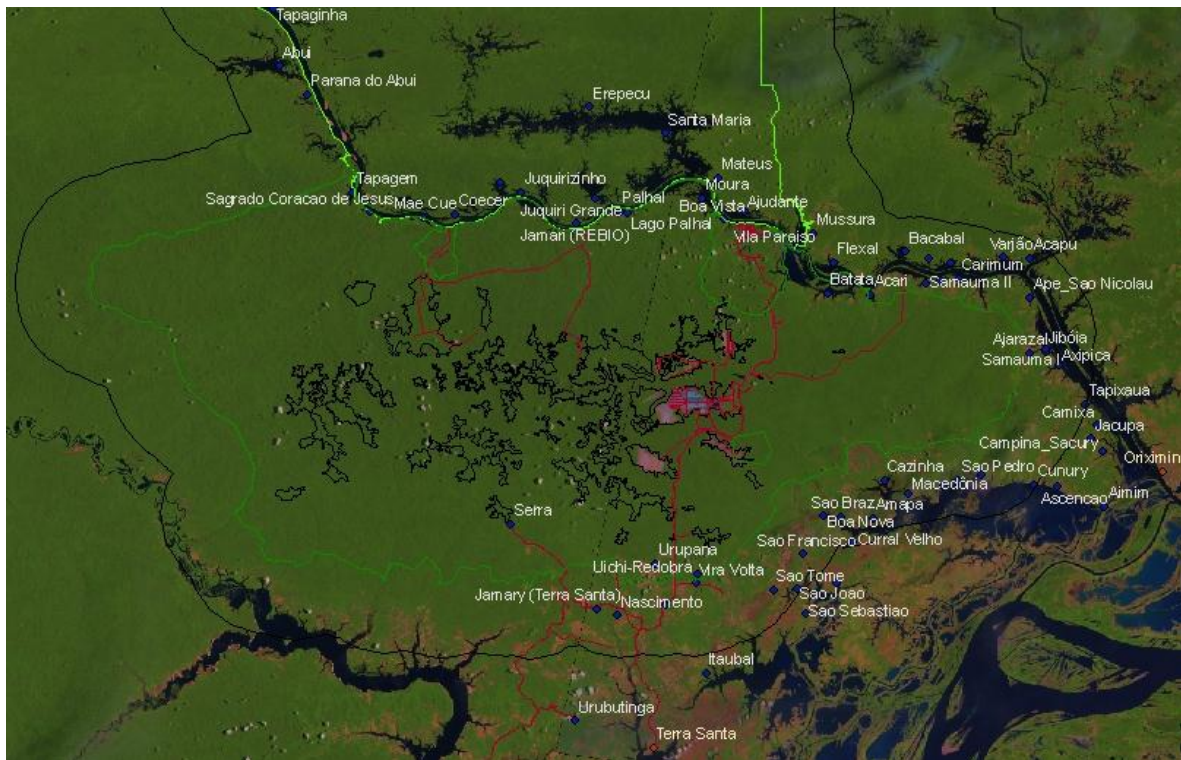 Tapaginha
Abui
Parana do Abui
Erepecu
Santa Maria
Mateus
Tapagem
Juquirizinho
Moura
Sagrado Coracao de Jesus
Mae Cue
Coecer
Palhal
Boa Vista
Ajudante
Juquiri Grande
Lago Palhal
Mussura
Jamari (REBIO)
Vila Paraiso
Flexal
Bacabal
Varjão
Acapu
Carimum
Batata
Acari
Samauma II
Ape_Sao Nicolau
Ajarazal
Jibóia
Samauma I
Axipica
Tapixaua
Camixa
Jacupa
Campina_Sacury
Oriximin
Cazinha
Sao Pedro
Cunury
Macedônia
Aimim
Ascencao
Sao Braz
Amapa
Serra
Boa Nova
Sao Francisco
Curral Velho
Urupana
Uichi-Redobra
Vira Volta
Sao Tome
Jamary (Terra Santa)
Nascimento
Sao Joao
Sao Sebastiao
Itaubal
Urubutinga
Terra Santa